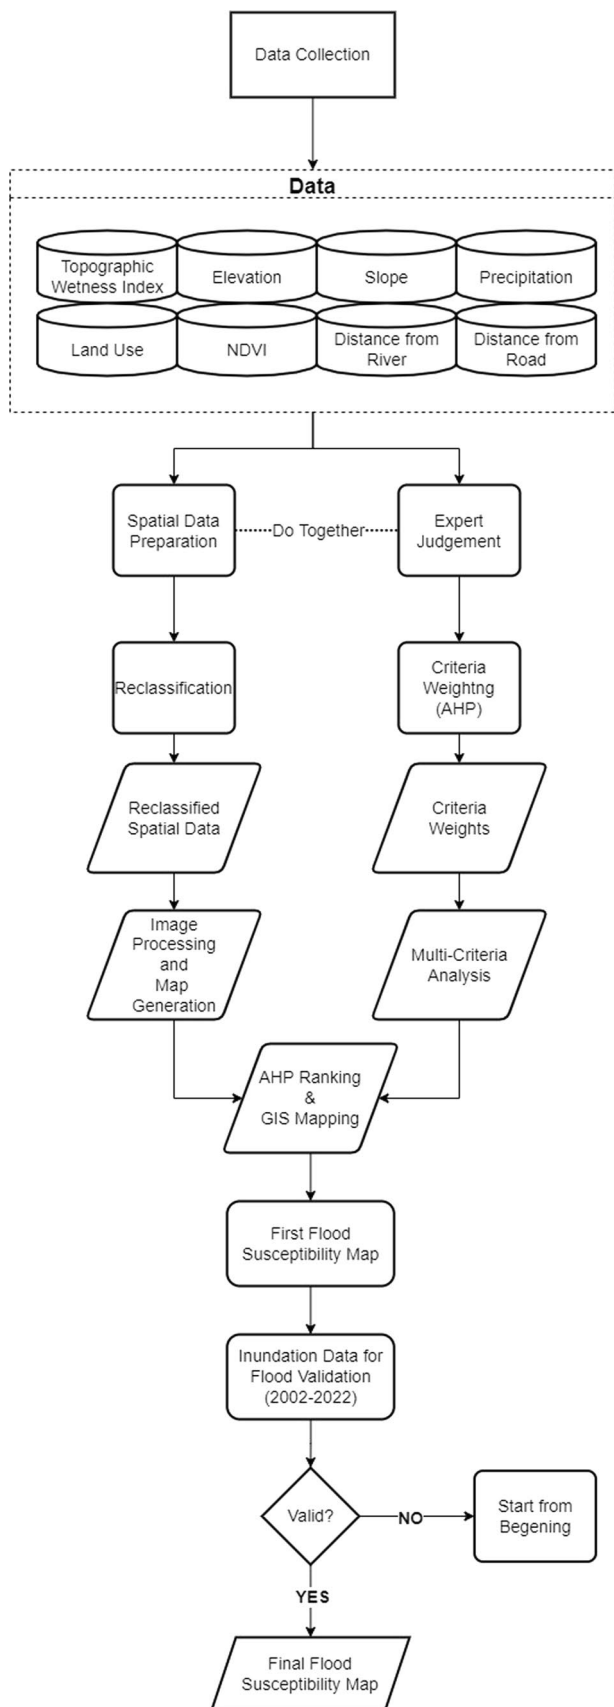 Data Collection
Data
Topographic
Wetness Index
Elevation
Slope
Precipitation
Land Use
NDVI
Distance from
River
Distance from
Road
Spatial Data
Preparation
Do Together
Expert
Judgement
Reclassification
Criteria
Weightng
(AHP)
Reclassified
Spatial Data
Criteria
Weights
Image
Processing
and
Map
Generation
Multi-Criteria
Analysis
AHP Ranking
&
GIS Mapping
First Flood
Susceptibility Map
Inundation Data for
Flood Validation
(2002-2022)
Valid?
NO
Start from
Begening
YES
Final Flood
Susceptibility Map